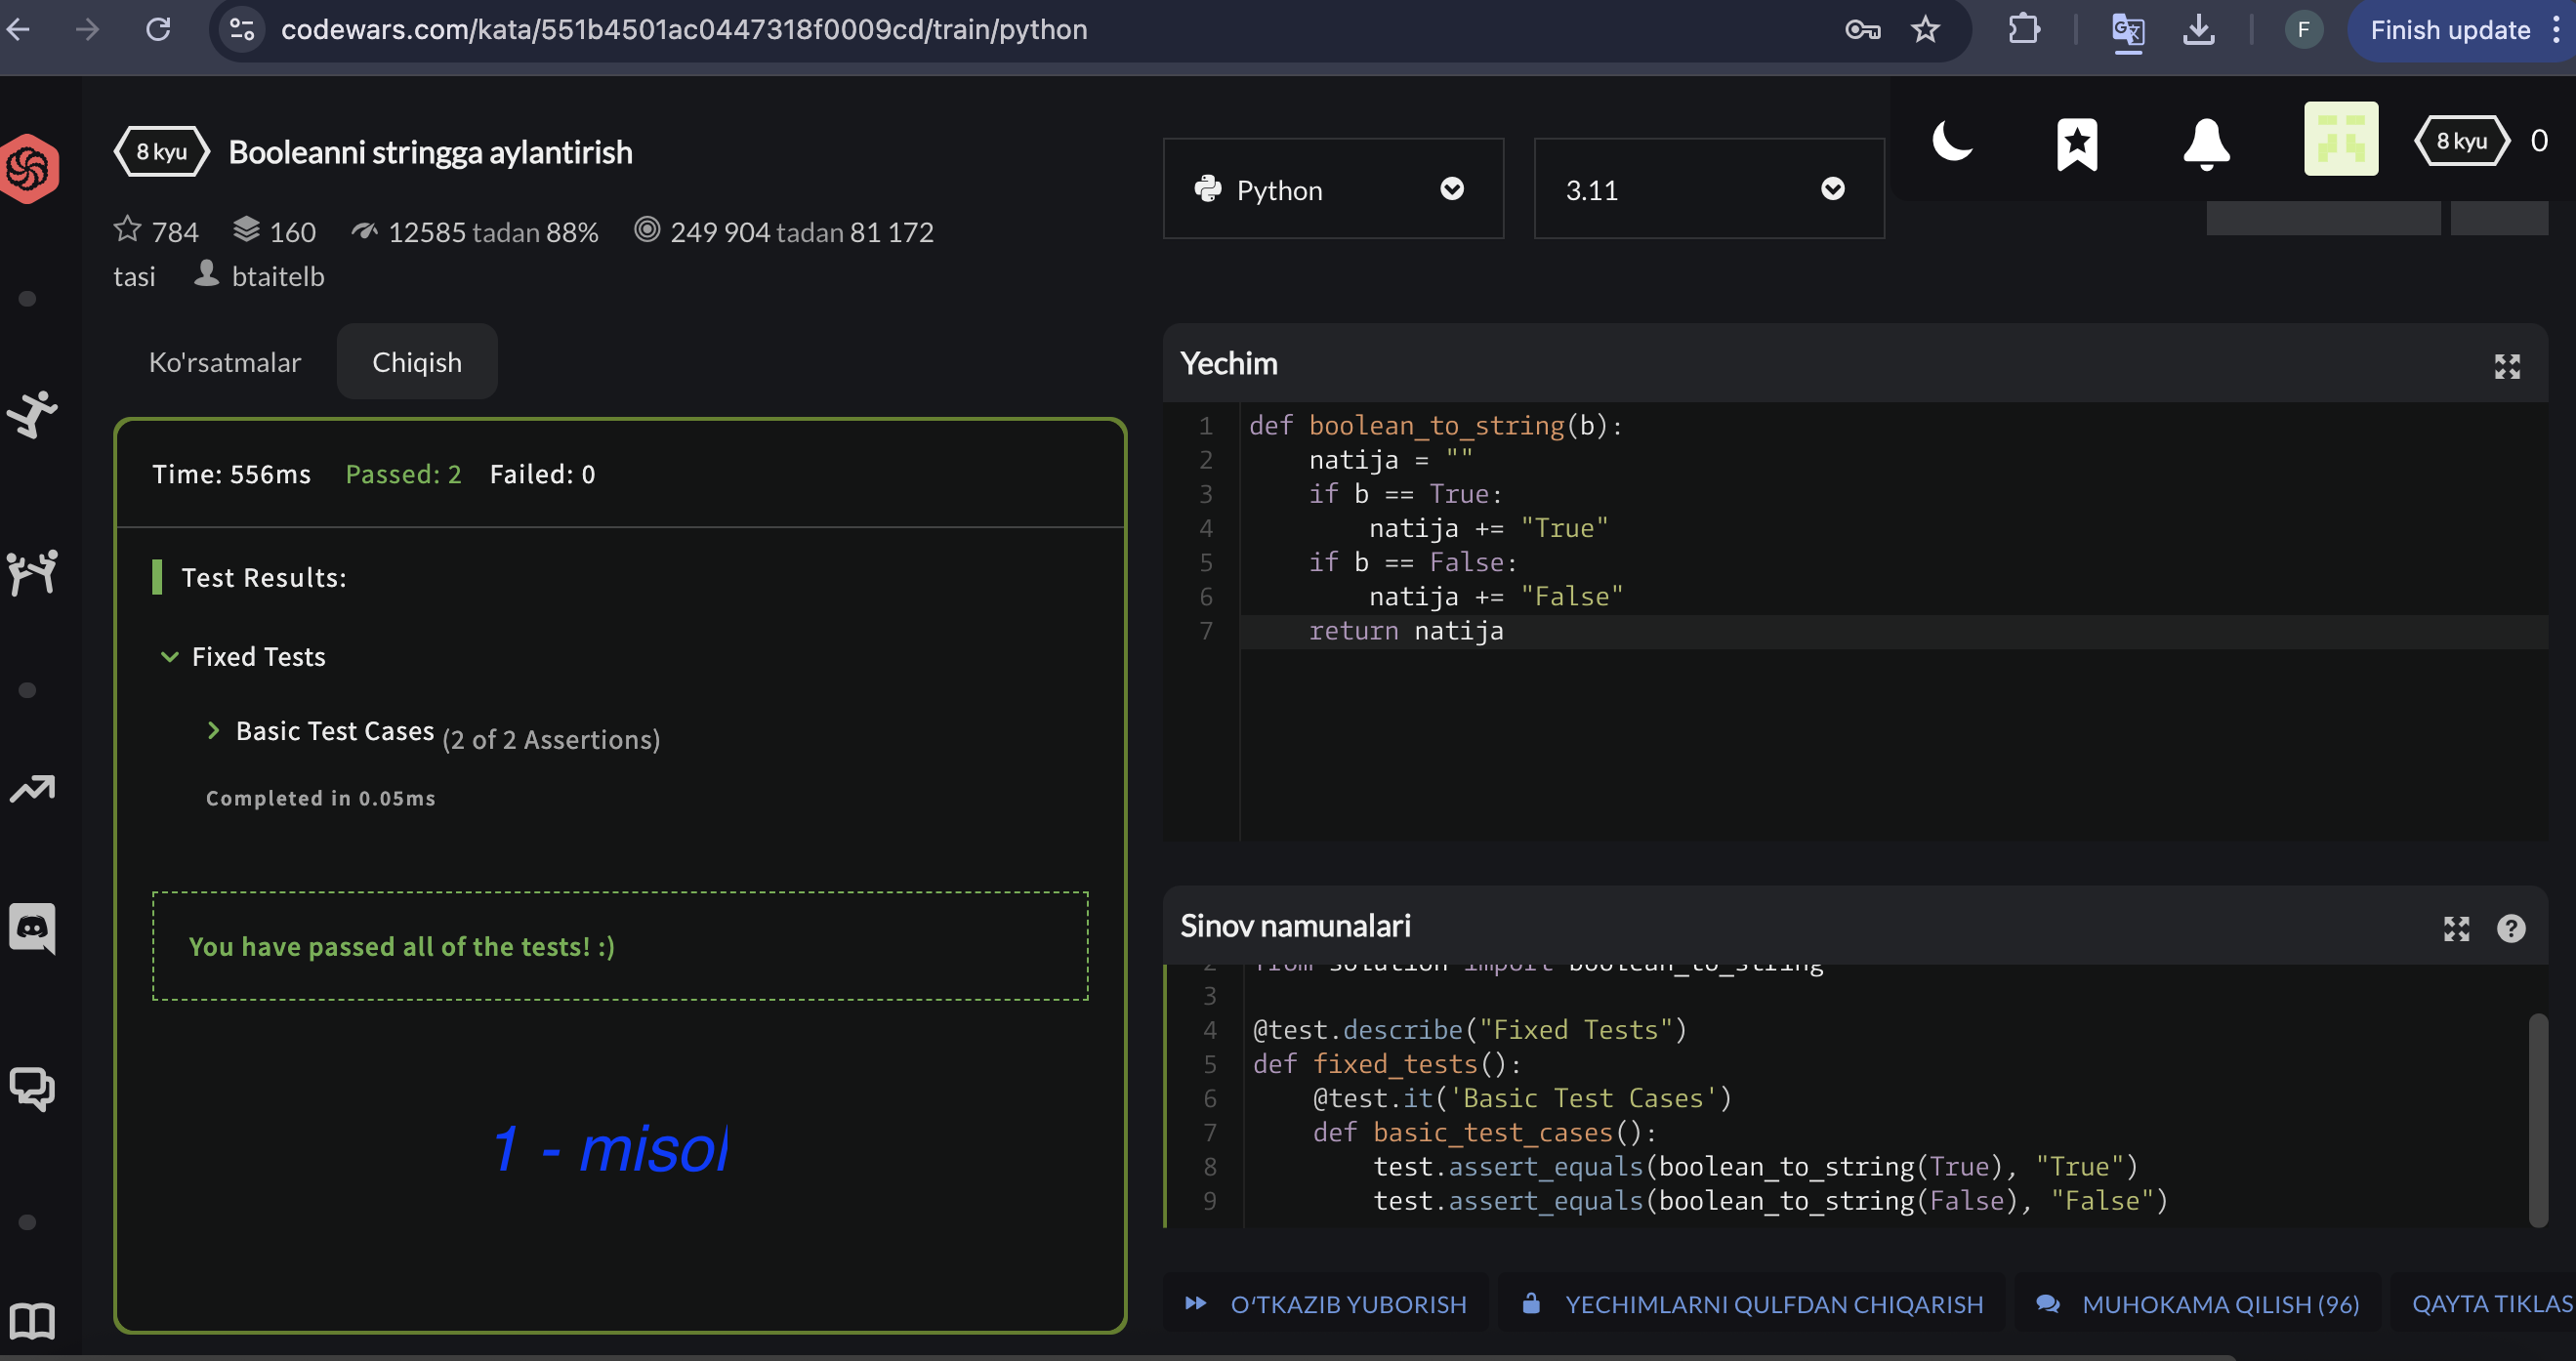 codewars.com/kata/551b4501ac0447318f0009cd/train/python
F
Finish update
8 kyu
Booleanni stringga aylantirish
784
160
12585 tadan 88%
249 904 tadan 81 172
tasi
btaitelb
Python
3.11
8 kyu
0
Ko'rsatmalar
Chiqish
Time: 556ms Passed: 2 Failed: 0
Test Results:
Fixed Tests
Basic Test Cases (2 of 2 Assertions)
Completed in 0.05ms
You have passed all of the tests! :)
1 - misol
Yechim
1 def boolean_to_string(b):
2     natija = ""
3     if b == True:
4         natija += "True"
5     if b == False:
6         natija += "False"
7     return natija
Sinov namunalari
2 from solution import boolean_to_string
3
4 @test.describe("Fixed Tests")
5 def fixed_tests():
6     @test.it('Basic Test Cases')
7     def basic_test_cases():
8         test.assert_equals(boolean_to_string(True), "True")
9         test.assert_equals(boolean_to_string(False), "False")
OʻTKAZIB YUBORISH
YECHIMLARNI QULFDAN CHIQARISH
MUHOKAMA QILISH (96)
QAYTA TIKLAS